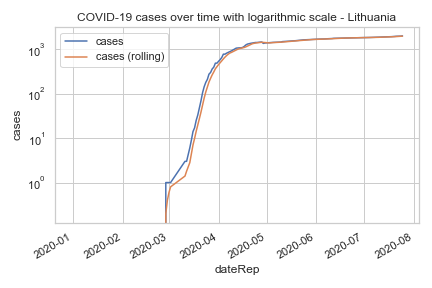 COVID-19 cases over time with logarithmic scale - Lithuania
cases
cases (rolling)
10³
10²
10¹
10⁰
cases
2020-01
2020-02
2020-03
2020-04
2020-05
2020-06
2020-07
2020-08
dateRep